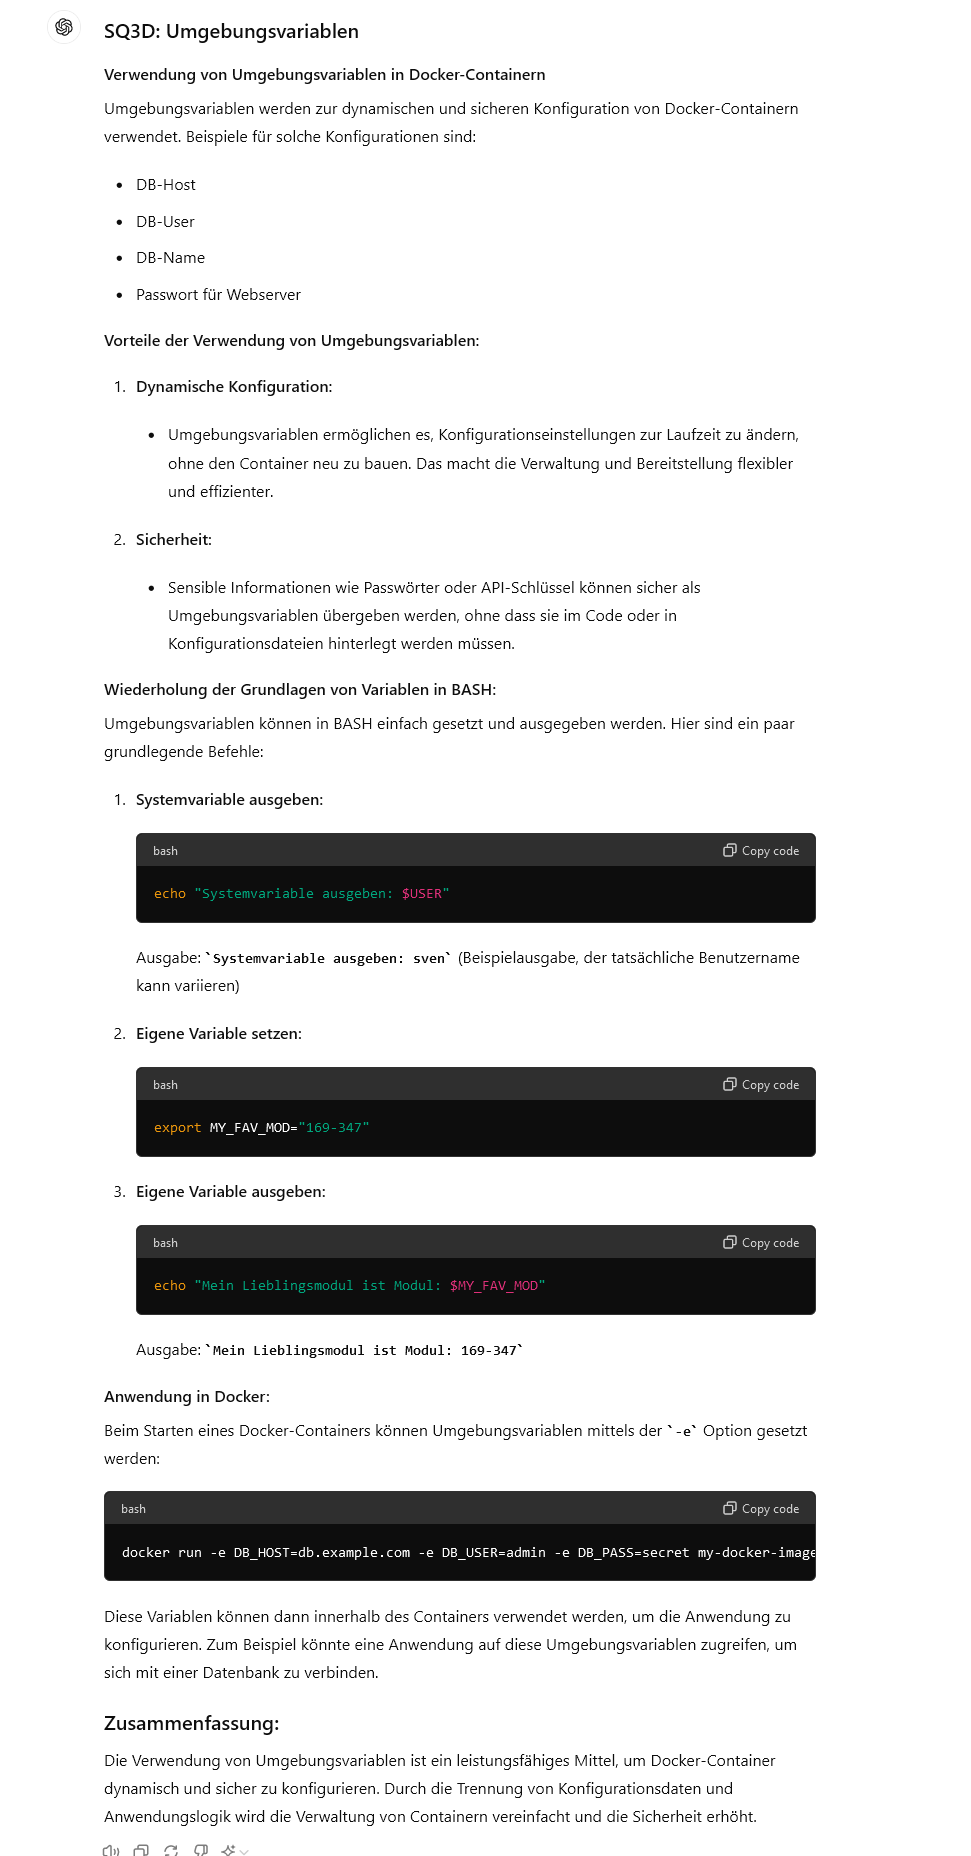 SQ3D: Umgebungsvariablen
Verwendung von Umgebungsvariablen in Docker-Containern
Umgebungsvariablen werden zur dynamischen und sicheren Konfiguration von Docker-Containern
verwendet. Beispiele für solche Konfigurationen sind:
• DB-Host
• DB-User
• DB-Name
• Passwort für Webserver
Vorteile der Verwendung von Umgebungsvariablen:
1. Dynamische Konfiguration:
• Umgebungsvariablen ermöglichen es, Konfigurationseinstellungen zur Laufzeit zu ändern,
ohne den Container neu zu bauen. Das macht die Verwaltung und Bereitstellung flexibler
und effizienter.
2. Sicherheit:
• Sensible Informationen wie Passwörter oder API-Schlüssel können sicher als
Umgebungsvariablen übergeben werden, ohne dass sie im Code oder in
Konfigurationsdateien hinterlegt werden müssen.
Wiederholung der Grundlagen von Variablen in BASH:
Umgebungsvariablen können in BASH einfach gesetzt und ausgegeben werden. Hier sind ein paar
grundlegende Befehle:
1. Systemvariable ausgeben:
bash Copy code
echo "Systemvariable ausgeben: $USER"
Ausgabe: `Systemvariable ausgeben: sven` (Beispielausgabe, der tatsächliche Benutzername
kann variieren)
2. Eigene Variable setzen:
bash Copy code
export MY_FAV_MOD="169-347"
3. Eigene Variable ausgeben:
bash Copy code
echo "Mein Lieblingsmodul ist Modul: $MY_FAV_MOD"
Ausgabe: `Mein Lieblingsmodul ist Modul: 169-347`
Anwendung in Docker:
Beim Starten eines Docker-Containers können Umgebungsvariablen mittels der `-e` Option gesetzt
werden:
bash Copy code
docker run -e DB_HOST=db.example.com -e DB_USER=admin -e DB_PASS=secret my-docker-image
Diese Variablen können dann innerhalb des Containers verwendet werden, um die Anwendung zu
konfigurieren. Zum Beispiel könnte eine Anwendung auf diese Umgebungsvariablen zugreifen, um
sich mit einer Datenbank zu verbinden.
Zusammenfassung:
Die Verwendung von Umgebungsvariablen ist ein leistungsfähiges Mittel, um Docker-Container
dynamisch und sicher zu konfigurieren. Durch die Trennung von Konfigurationsdaten und
Anwendungslogik wird die Verwaltung von Containern vereinfacht und die Sicherheit erhöht.